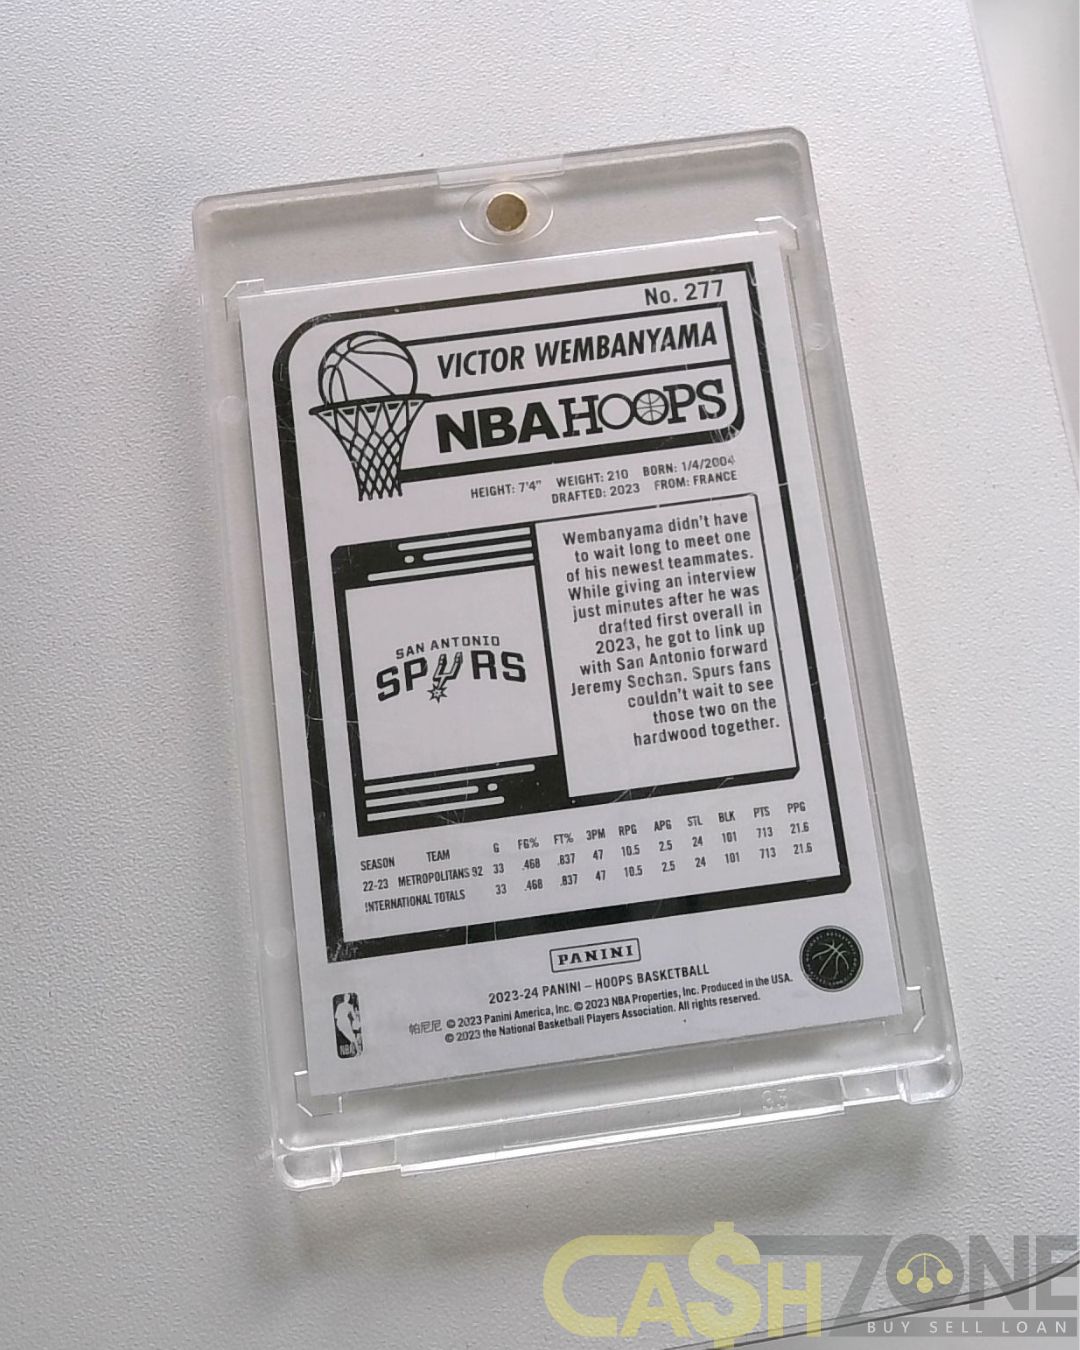 No. 277
VICTOR WEMBANYAMA
NBA HOOPS
HEIGHT: 7'4" WEIGHT: 210 BORN: 1/4/2004
DRAFTED: 2023 FROM: FRANCE
Wembanyama didn't have
to wait long to meet one
of his newest teammates.
While giving an interview
just minutes after he was
drafted first overall in
2023, he got to link up
with San Antonio forward
Jeremy Sochan. Spurs fans
couldn't wait to see
those two on the
hardwood together.
SAN ANTONIO
SPURS
SEASON TEAM G FG% FT% 3PM RPG APG STL BLK PTS PPG
22-23 METROPOLITANS 92 33 .468 .837 47 10.5 2.5 24 101 713 21.6
INTERNATIONAL TOTALS 33 .468 .837 47 10.5 2.5 24 101 713 21.6
PANINI
2023-24 PANINI – HOOPS BASKETBALL
帕尼尼 © 2023 Panini America, Inc. © 2023 NBA Properties, Inc. Produced in the USA.
© 2023 the National Basketball Players Association. All rights reserved.
NBA
CA$HZONE
BUY SELL LOAN